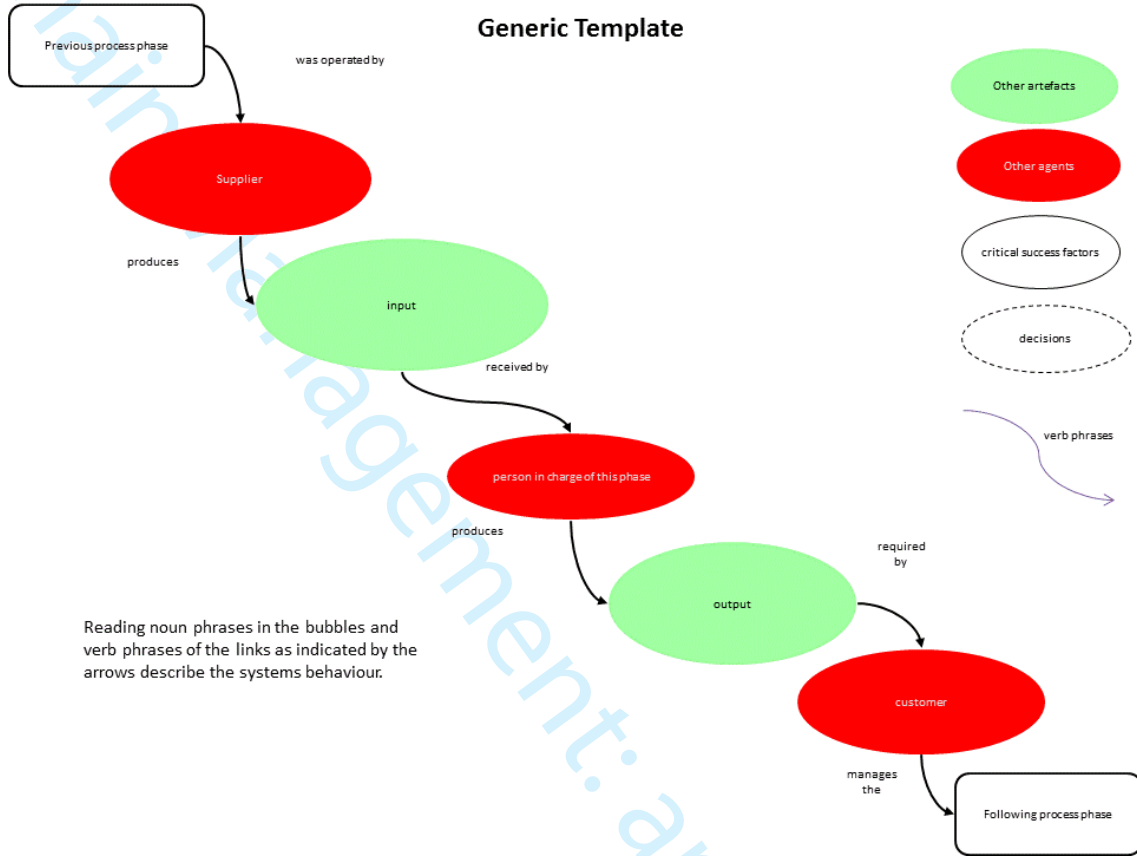 Generic Template
Previous process phase
was operated by
Other artefacts
Other agents
Supplier
critical success factors
produces
input
decisions
received by
verb phrases
person in charge of this phase
produces
required
by
output
Reading noun phrases in the bubbles and
verb phrases of the links as indicated by the
arrows describe the systems behaviour.
customer
manages
the
Following process phase